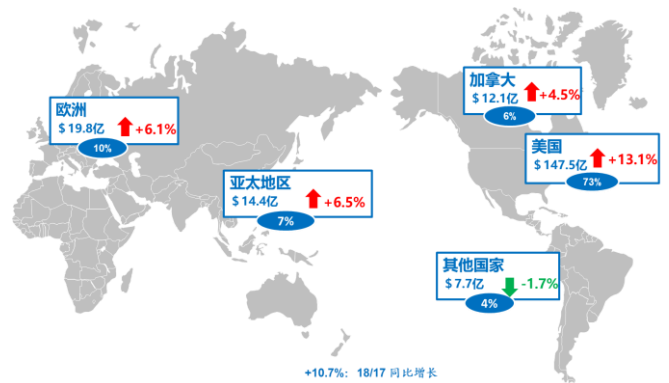 欧洲
$ 19.8亿
+6.1%
10%
亚太地区
$ 14.4亿
+6.5%
7%
加拿大
$ 12.1亿
+4.5%
6%
美国
$ 147.5亿
+13.1%
73%
其他国家
$ 7.7亿
-1.7%
4%
+10.7%: 18/17 同比增长